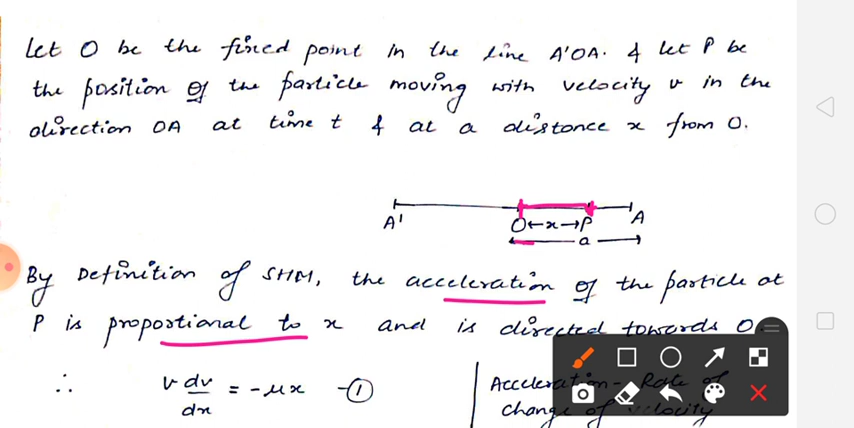 Let O be the fixed point in the line A'OA. & let P be
the position of the particle moving with velocity v in the
direction OA at time t & at a distance x from O.
A' O←x→P A
a
By Definition of SHM, the acceleration of the particle at
P is proportional to x and is directed towards O
∴ v dv/dx = -μx -①
Acceleration - Rate of
change of velocity